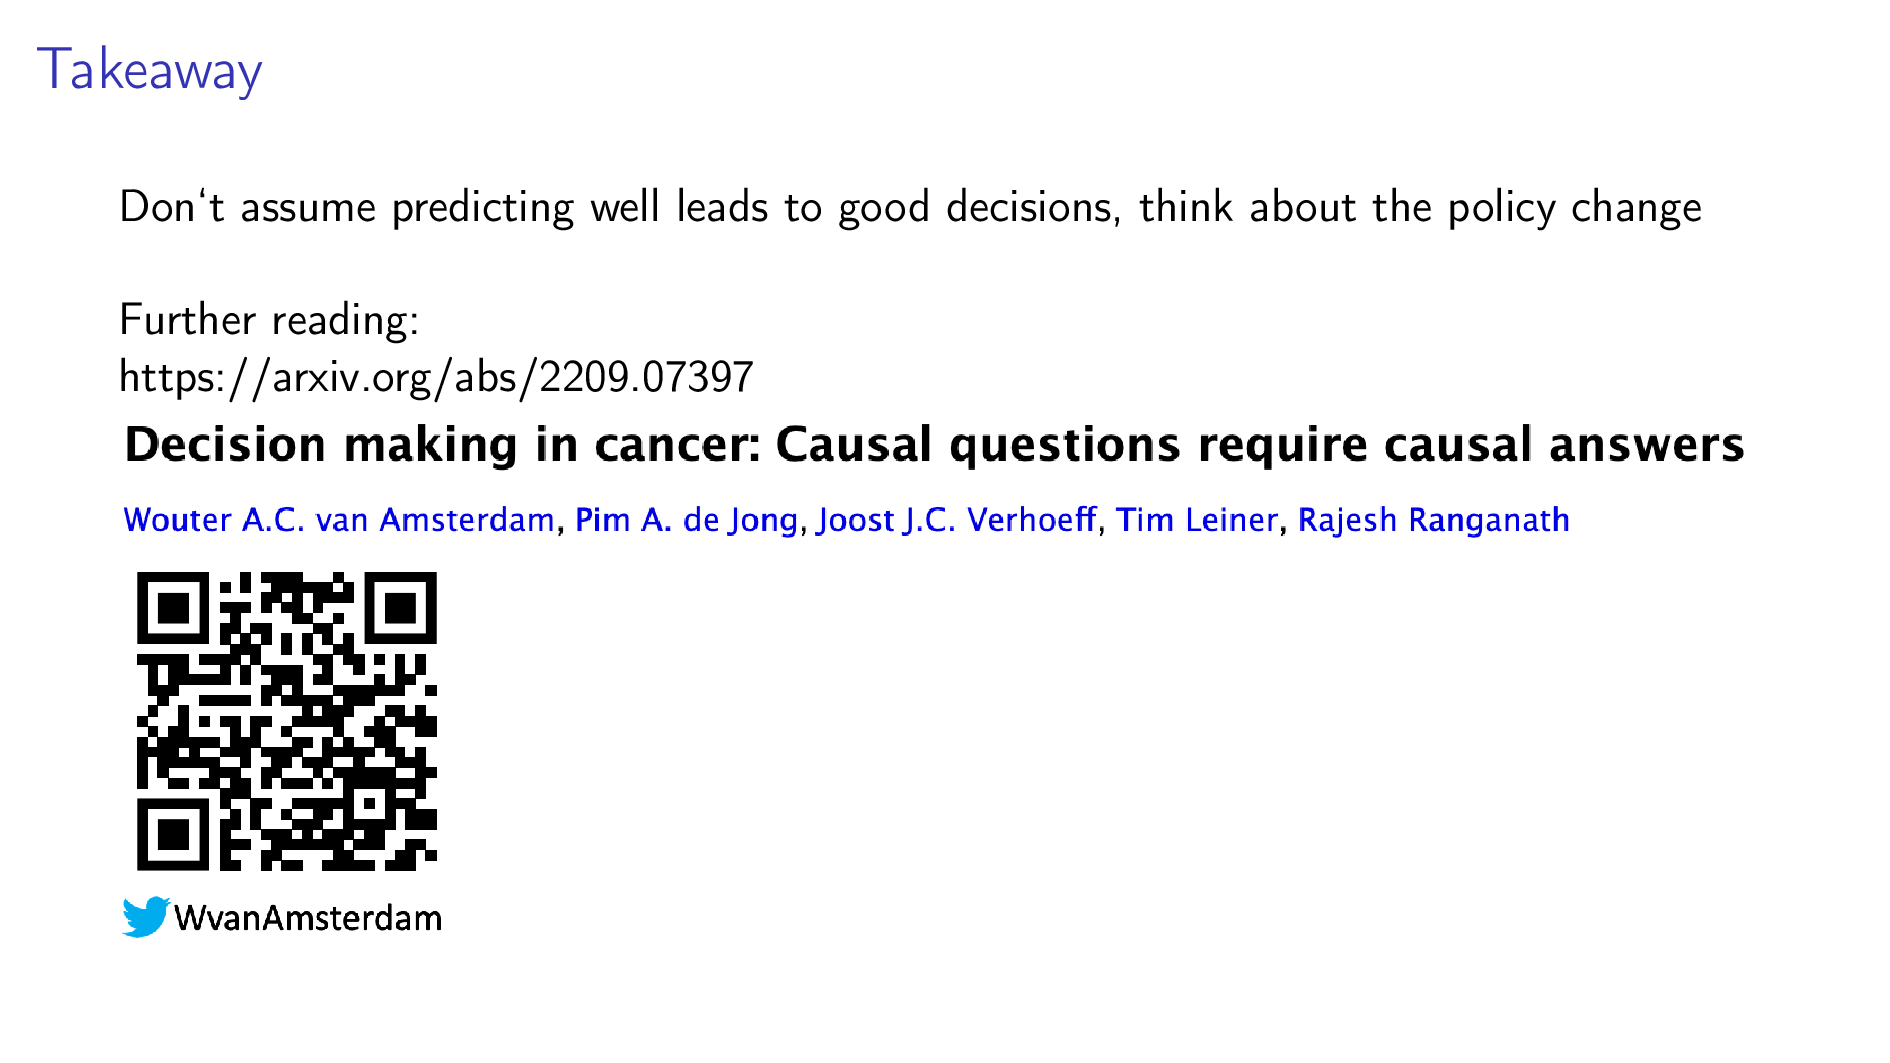 Takeaway
Don‘t assume predicting well leads to good decisions, think about the policy change
Further reading:
https://arxiv.org/abs/2209.07397
Decision making in cancer: Causal questions require causal answers
Wouter A.C. van Amsterdam, Pim A. de Jong, Joost J.C. Verhoeff, Tim Leiner, Rajesh Ranganath
WvanAmsterdam